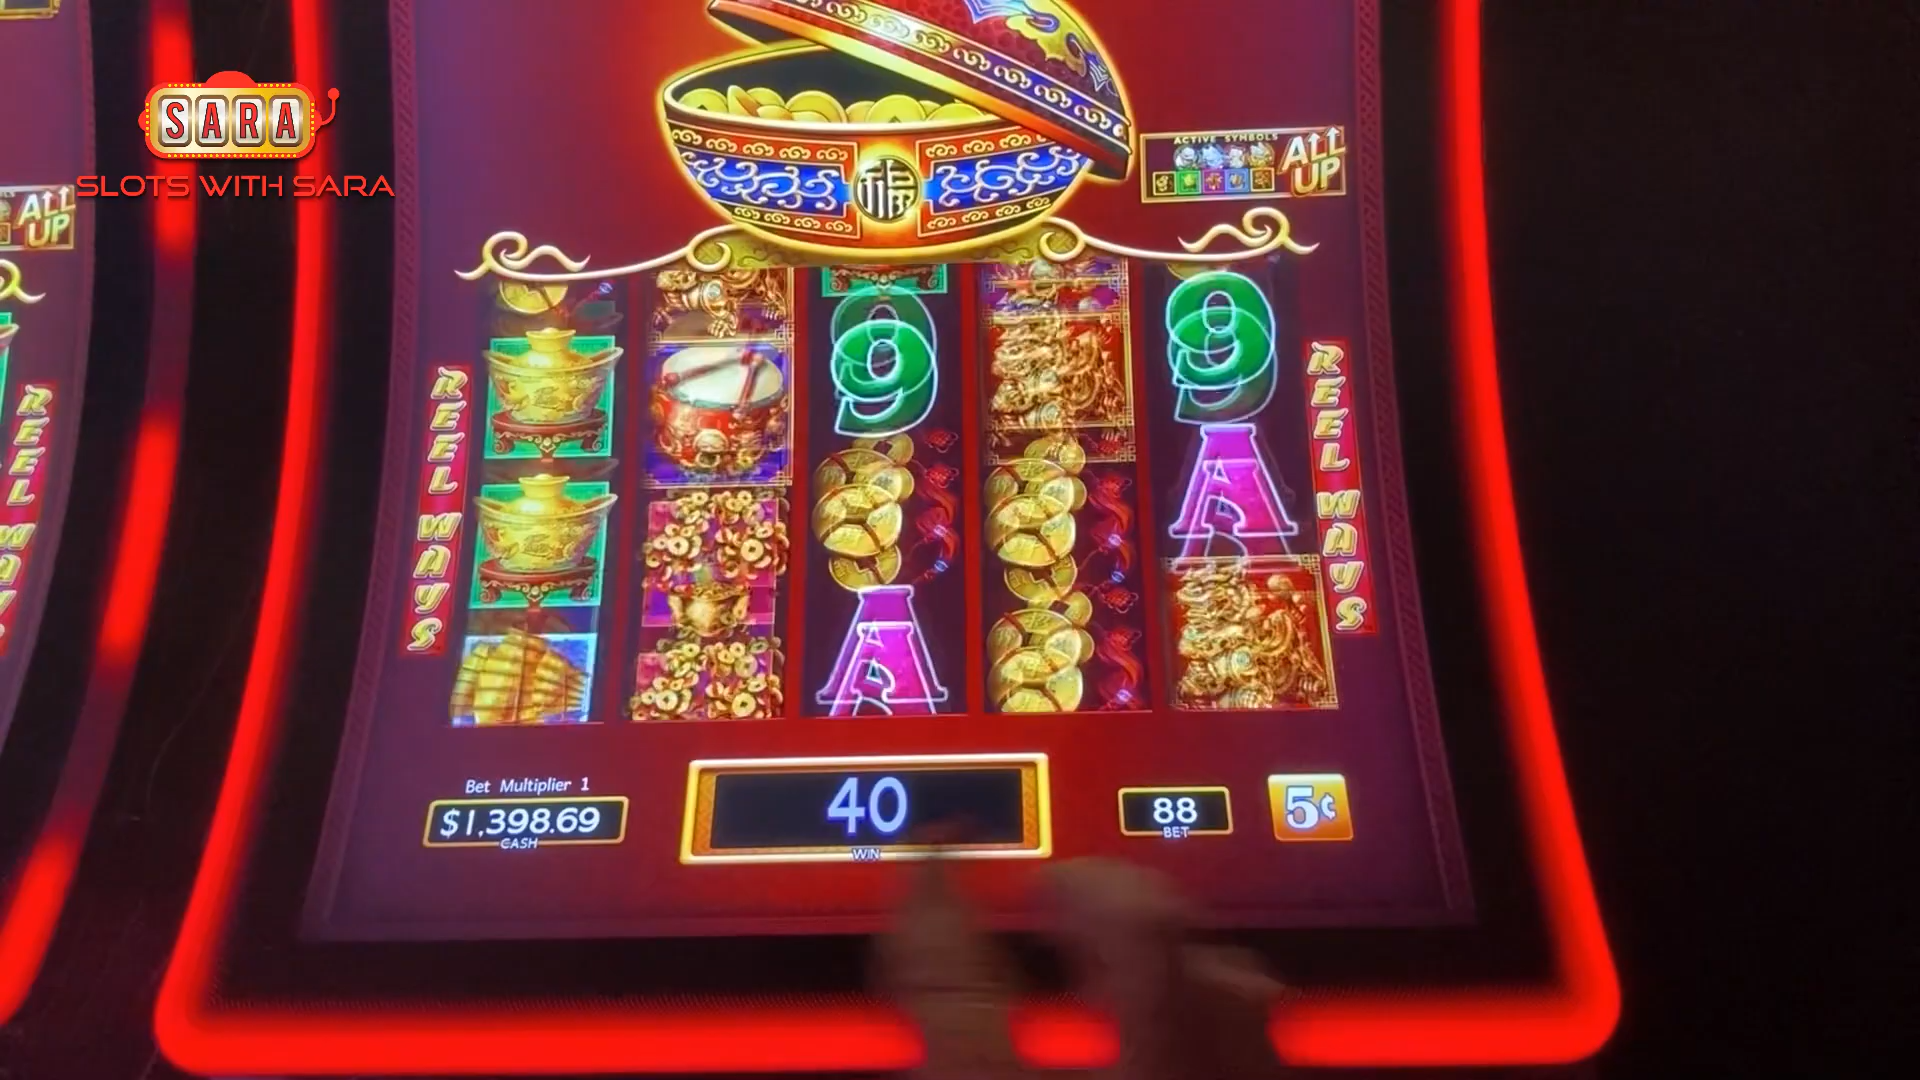 SARA
SLOTS WITH SARA
ALL
UP
REEL WAYS
福
ACTIVE SYMBOLS
ALL
UP
REEL WAYS
REEL WAYS
9
9
A
A
Bet Multiplier 1
$1,398.69
CASH
40
WIN
88
BET
5¢